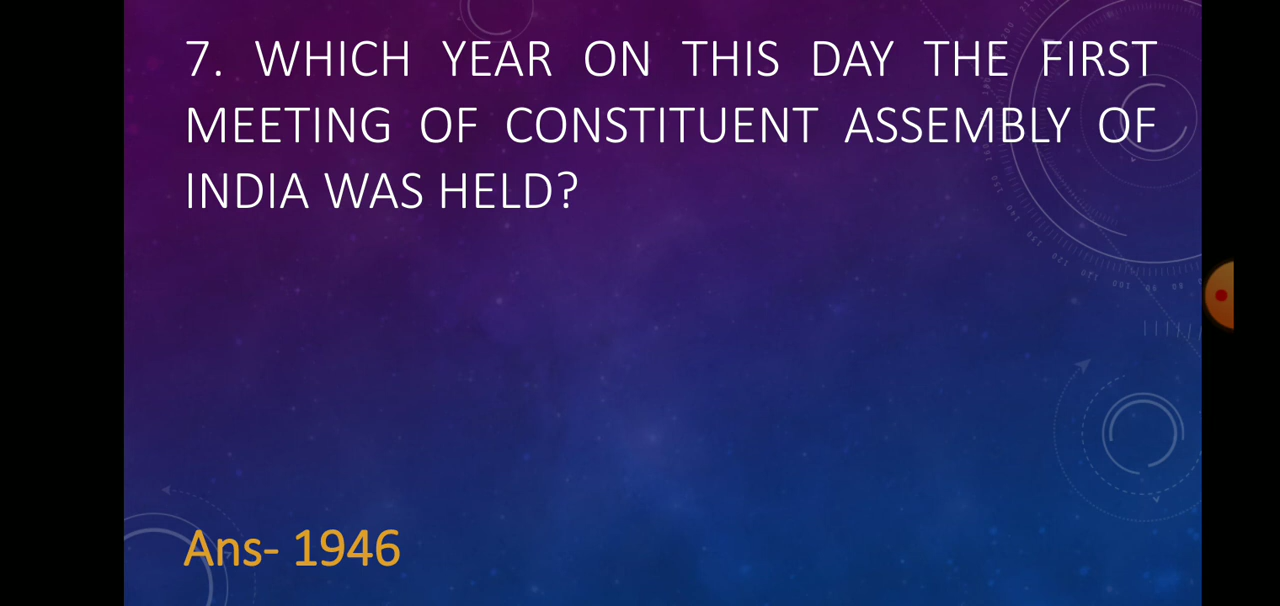 7. WHICH YEAR ON THIS DAY THE FIRST
MEETING OF CONSTITUENT ASSEMBLY OF
INDIA WAS HELD?
Ans- 1946